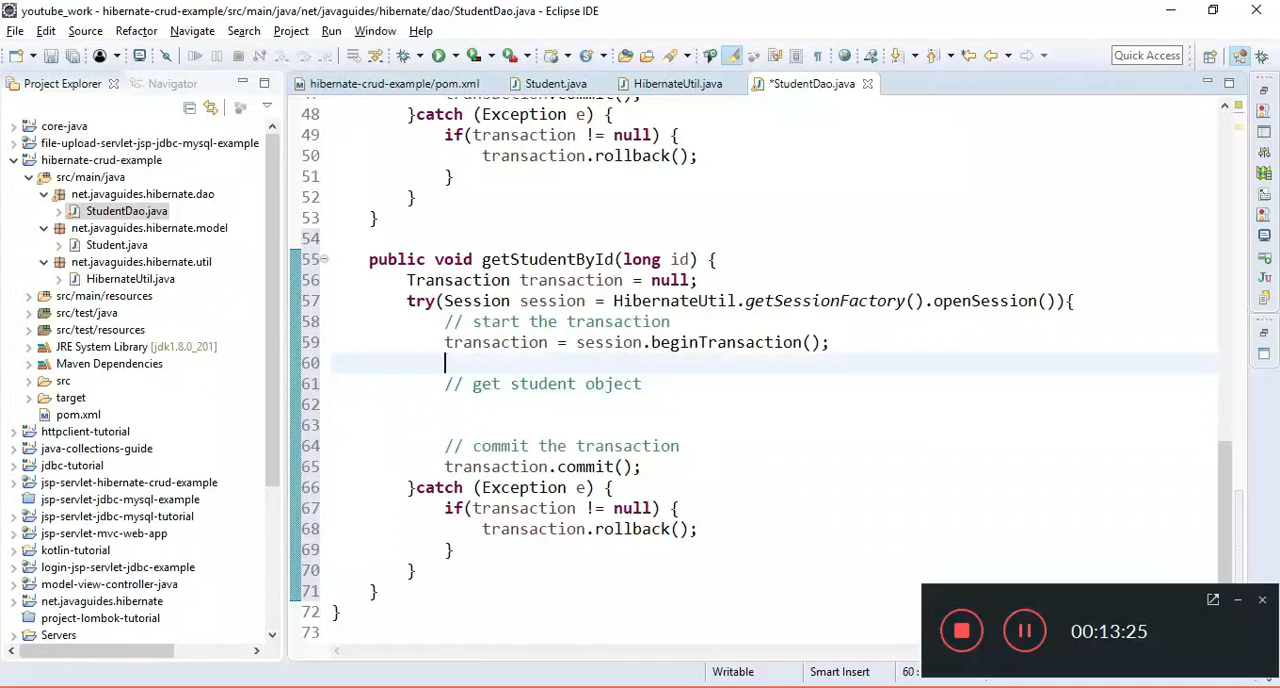 youtube_work - hibernate-crud-example/src/main/java/net/javaguides/hibernate/dao/StudentDao.java - Eclipse IDE
File Edit Source Refactor Navigate Search Project Run Window Help
Quick Access
Project Explorer
Navigator
hibernate-crud-example/pom.xml
Student.java
HibernateUtil.java
*StudentDao.java
core-java
file-upload-servlet-jsp-jdbc-mysql-example
hibernate-crud-example
src/main/java
net.javaguides.hibernate.dao
StudentDao.java
net.javaguides.hibernate.model
Student.java
net.javaguides.hibernate.util
HibernateUtil.java
src/main/resources
src/test/java
src/test/resources
JRE System Library [jdk1.8.0_201]
Maven Dependencies
src
target
pom.xml
httpclient-tutorial
java-collections-guide
jdbc-tutorial
jsp-servlet-hibernate-crud-example
jsp-servlet-jdbc-mysql-example
jsp-servlet-jdbc-mysql-tutorial
jsp-servlet-mvc-web-app
kotlin-tutorial
login-jsp-servlet-jdbc-example
model-view-controller-java
net.javaguides.hibernate
project-lombok-tutorial
Servers
47 transaction.commit();
48 }catch (Exception e) {
49 if(transaction != null) {
50 transaction.rollback();
51 }
52 }
53 }
54
55 public void getStudentById(long id) {
56 Transaction transaction = null;
57 try(Session session = HibernateUtil.getSessionFactory().openSession()){
58 // start the transaction
59 transaction = session.beginTransaction();
60
61 // get student object
62
63
64 // commit the transaction
65 transaction.commit();
66 }catch (Exception e) {
67 if(transaction != null) {
68 transaction.rollback();
69 }
70 }
71 }
72 }
73
00:13:25
Writable
Smart Insert
60 :